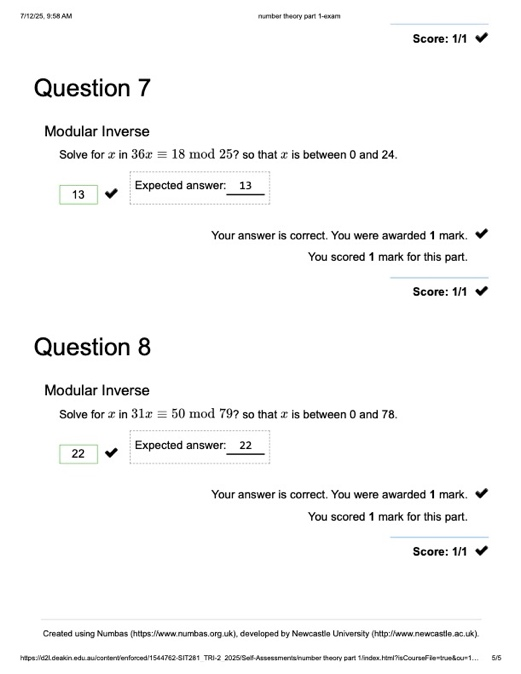 7/12/25, 9:58 AM number theory part 1-exam
Score: 1/1 ✔
Question 7
Modular Inverse
Solve for x in 36x ≡ 18 mod 25? so that x is between 0 and 24.
13 ✔ Expected answer: 13
Your answer is correct. You were awarded 1 mark. ✔
You scored 1 mark for this part.
Score: 1/1 ✔
Question 8
Modular Inverse
Solve for x in 31x ≡ 50 mod 79? so that x is between 0 and 78.
22 ✔ Expected answer: 22
Your answer is correct. You were awarded 1 mark. ✔
You scored 1 mark for this part.
Score: 1/1 ✔
Created using Numbas (https://www.numbas.org.uk), developed by Newcastle University (http://www.newcastle.ac.uk).
https://d2l.deakin.edu.au/content/enforced/1544762-SIT281_TRI-2_2025/Self-Assessments/number theory part 1/index.html?isCourseFile=true&ou=1... 5/5